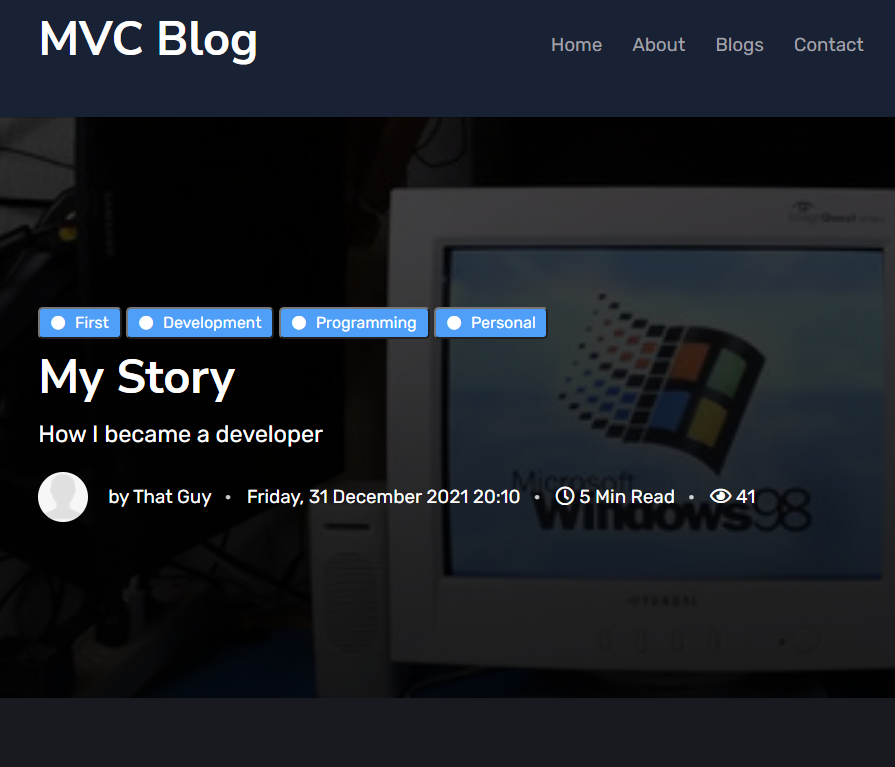 MVC Blog
Home About Blogs Contact
ImageQuest
First Development Programming Personal
My Story
How I became a developer
by That Guy • Friday, 31 December 2021 20:10 • 5 Min Read • 41
Microsoft
Windows98
HYUNDAI